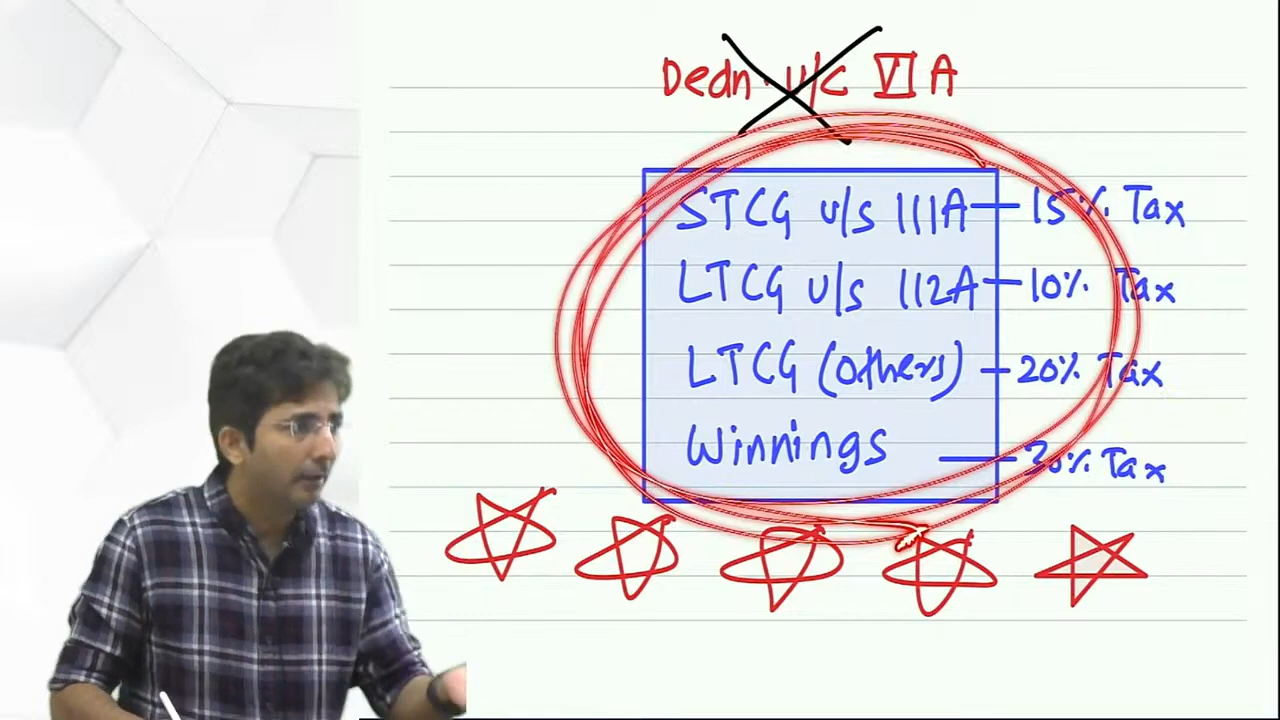 Dedn. u/c VI A
STCG u/s 111A — 15% Tax
LTCG u/s 112A — 10% Tax
LTCG (others) — 20% Tax
Winnings — 30% Tax